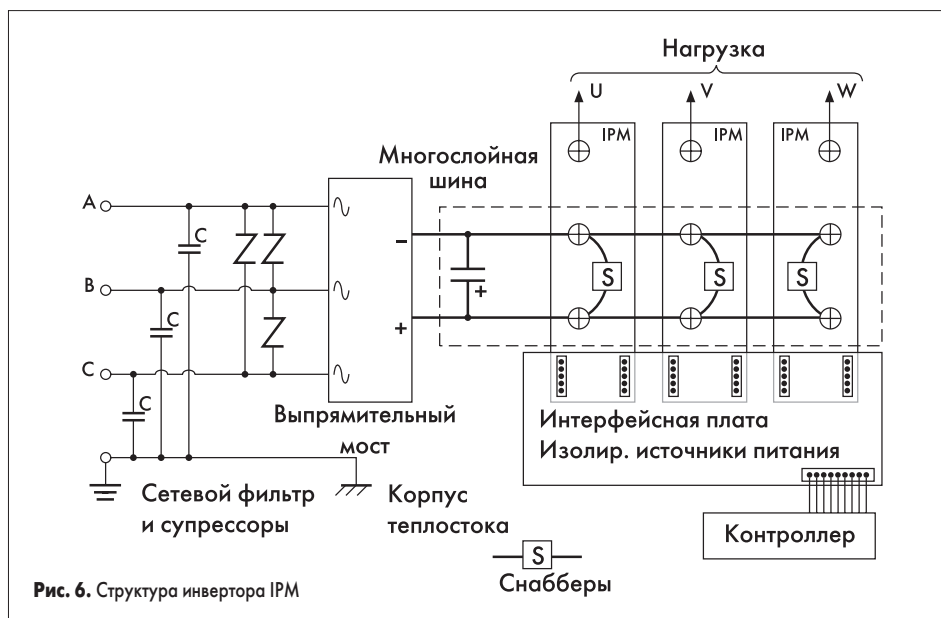 Нагрузка
U
V
W
IPM
IPM
IPM
Многослойная
шина
A
C
B
C
C
C
–
+
+
S
S
S
Выпрямительный
мост
Интерфейсная плата
Изолир. источники питания
Сетевой фильтр
и супрессоры
Корпус
теплостока
Контроллер
S
Снабберы
Рис. 6. Структура инвертора IPM